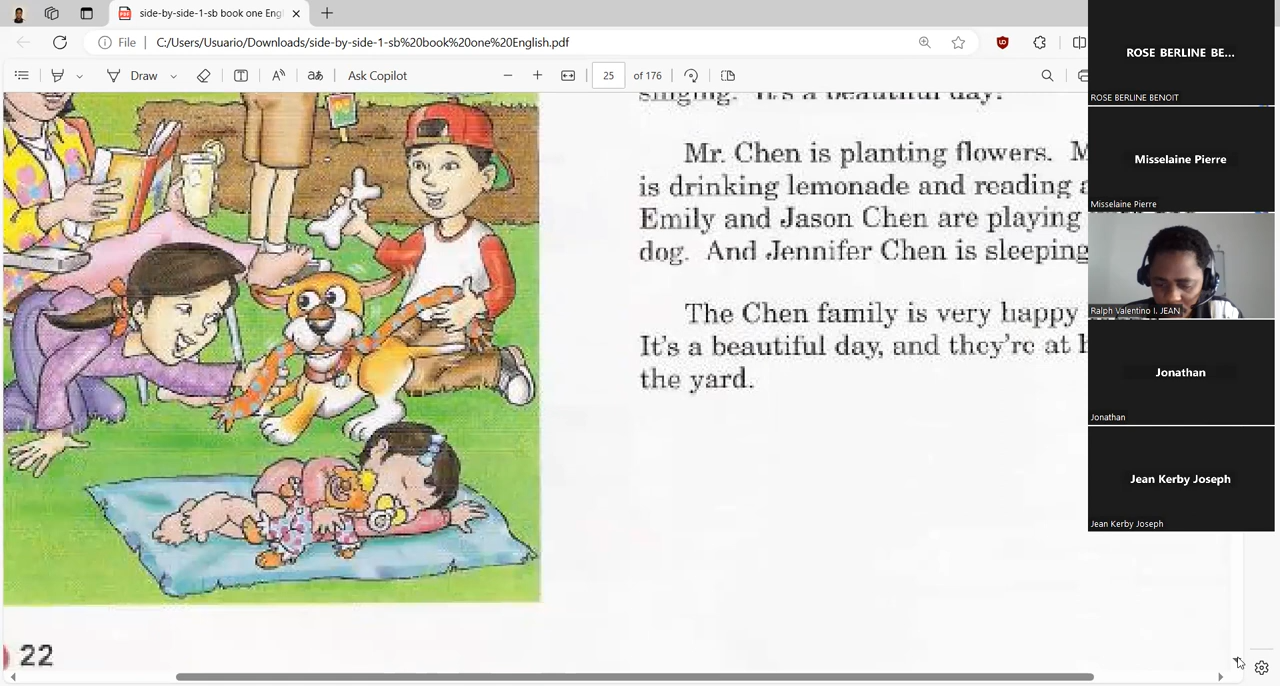 side-by-side-1-sb book one Engl
File
C:/Users/Usuario/Downloads/side-by-side-1-sb%20book%20one%20English.pdf
Draw
Ask Copilot
25
of 176
singing. It's a beautiful day!
Mr. Chen is planting flowers. M
is drinking lemonade and reading a
Emily and Jason Chen are playing
dog. And Jennifer Chen is sleeping
The Chen family is very happy
It's a beautiful day, and they're at h
the yard.
22
ROSE BERLINE BE...
ROSE BERLINE BENOIT
Misselaine Pierre
Misselaine Pierre
Ralph Valentino I. JEAN
Jonathan
Jonathan
Jean Kerby Joseph
Jean Kerby Joseph